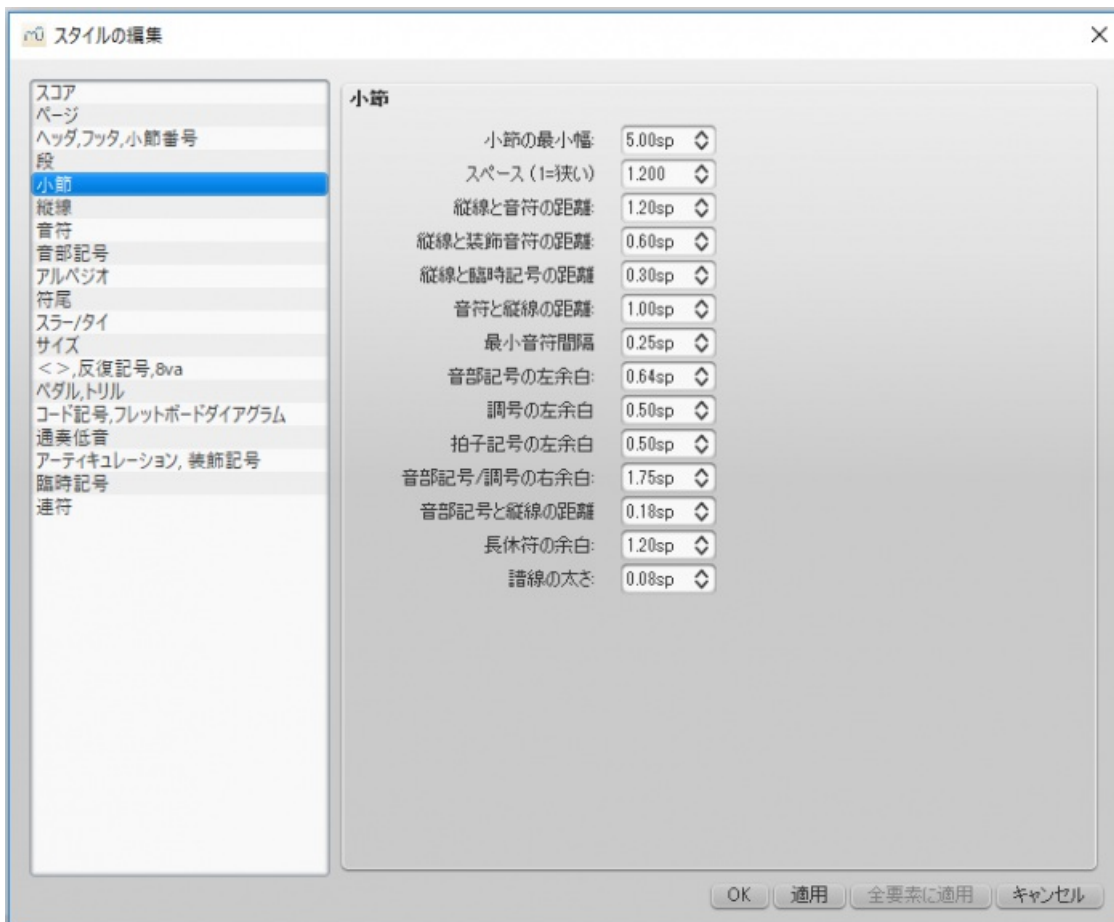 スタイルの編集
スコア
ページ
ヘッダ,フッタ,小節番号
段
小節
縦線
音符
音部記号
アルペジオ
符尾
スラー/タイ
サイズ
<>,反復記号,8va
ペダル,トリル
コード記号,フレットボードダイアグラム
通奏低音
アーティキュレーション, 装飾記号
臨時記号
連符
小節
小節の最小幅: 5.00sp
スペース (1=狭い) 1.200
縦線と音符の距離: 1.20sp
縦線と装飾音符の距離: 0.60sp
縦線と臨時記号の距離 0.30sp
音符と縦線の距離: 1.00sp
最小音符間隔 0.25sp
音部記号の左余白: 0.64sp
調号の左余白 0.50sp
拍子記号の左余白 0.50sp
音部記号/調号の右余白: 1.75sp
音部記号と縦線の距離 0.18sp
長休符の余白: 1.20sp
譜線の太さ: 0.08sp
OK 適用 全要素に適用 キャンセル